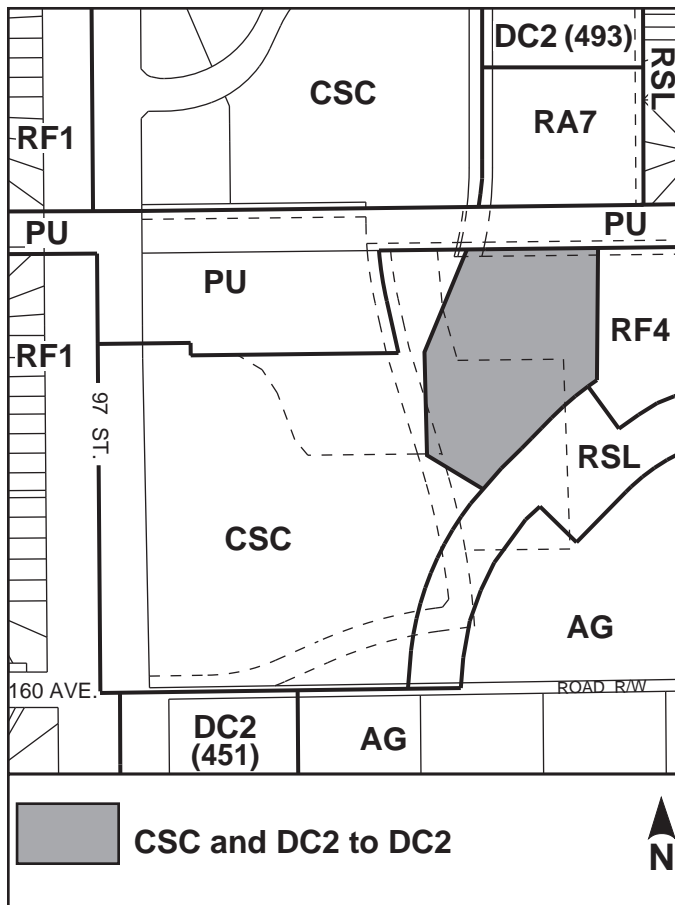 DC2 (493)
RSL
CSC
RA7
RF1
PU
PU
PU
RF4
RF1
97 ST.
RSL
CSC
AG
160 AVE.
ROAD R/W
DC2
(451)
AG
CSC and DC2 to DC2
N